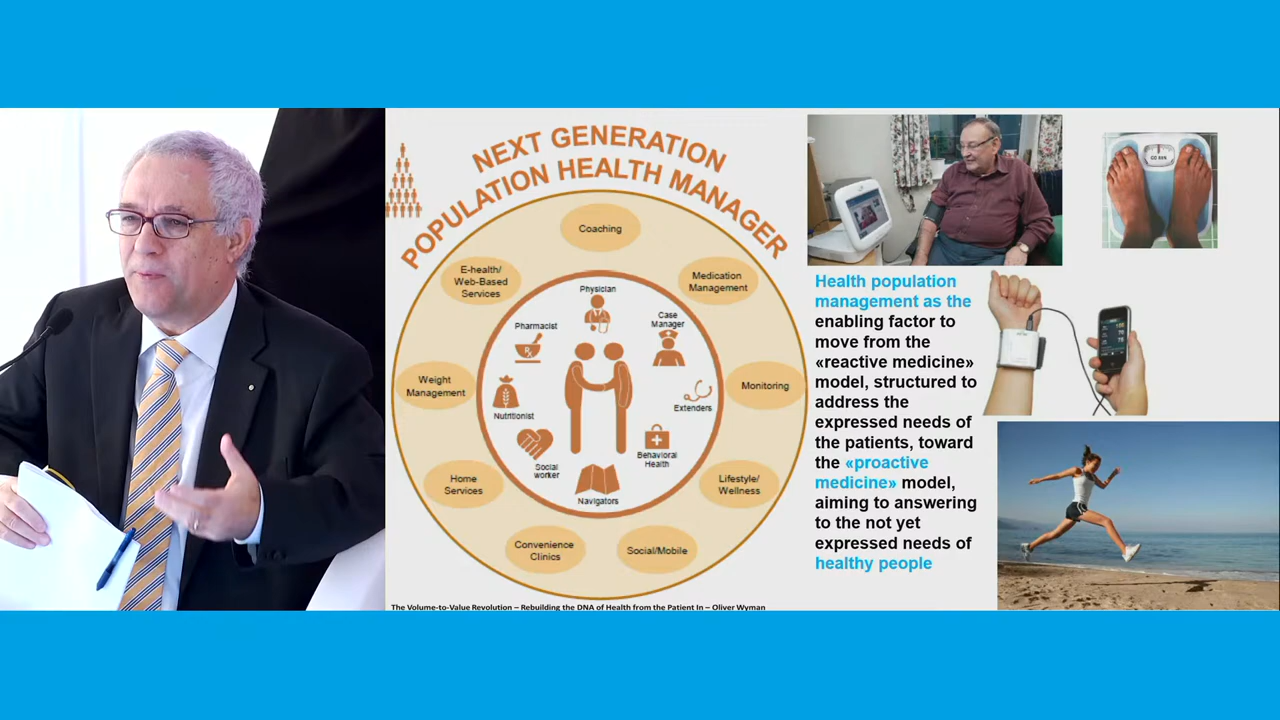 NEXT GENERATION
POPULATION HEALTH MANAGER
Coaching
E-health/
Web-Based
Services
Medication
Management
Weight
Management
Monitoring
Home
Services
Lifestyle/
Wellness
Convenience
Clinics
Social/Mobile
Physician
Pharmacist
Rx
Case
Manager
Nutritionist
Extenders
Social
worker
Behavioral
Health
Navigators
The Volume-to-Value Revolution – Rebuilding the DNA of Health from the Patient In – Oliver Wyman
Health population
management as the
enabling factor to
move from the
«reactive medicine»
model, structured to
address the
expressed needs of
the patients, toward
the «proactive
medicine» model,
aiming to answering
to the not yet
expressed needs of
healthy people